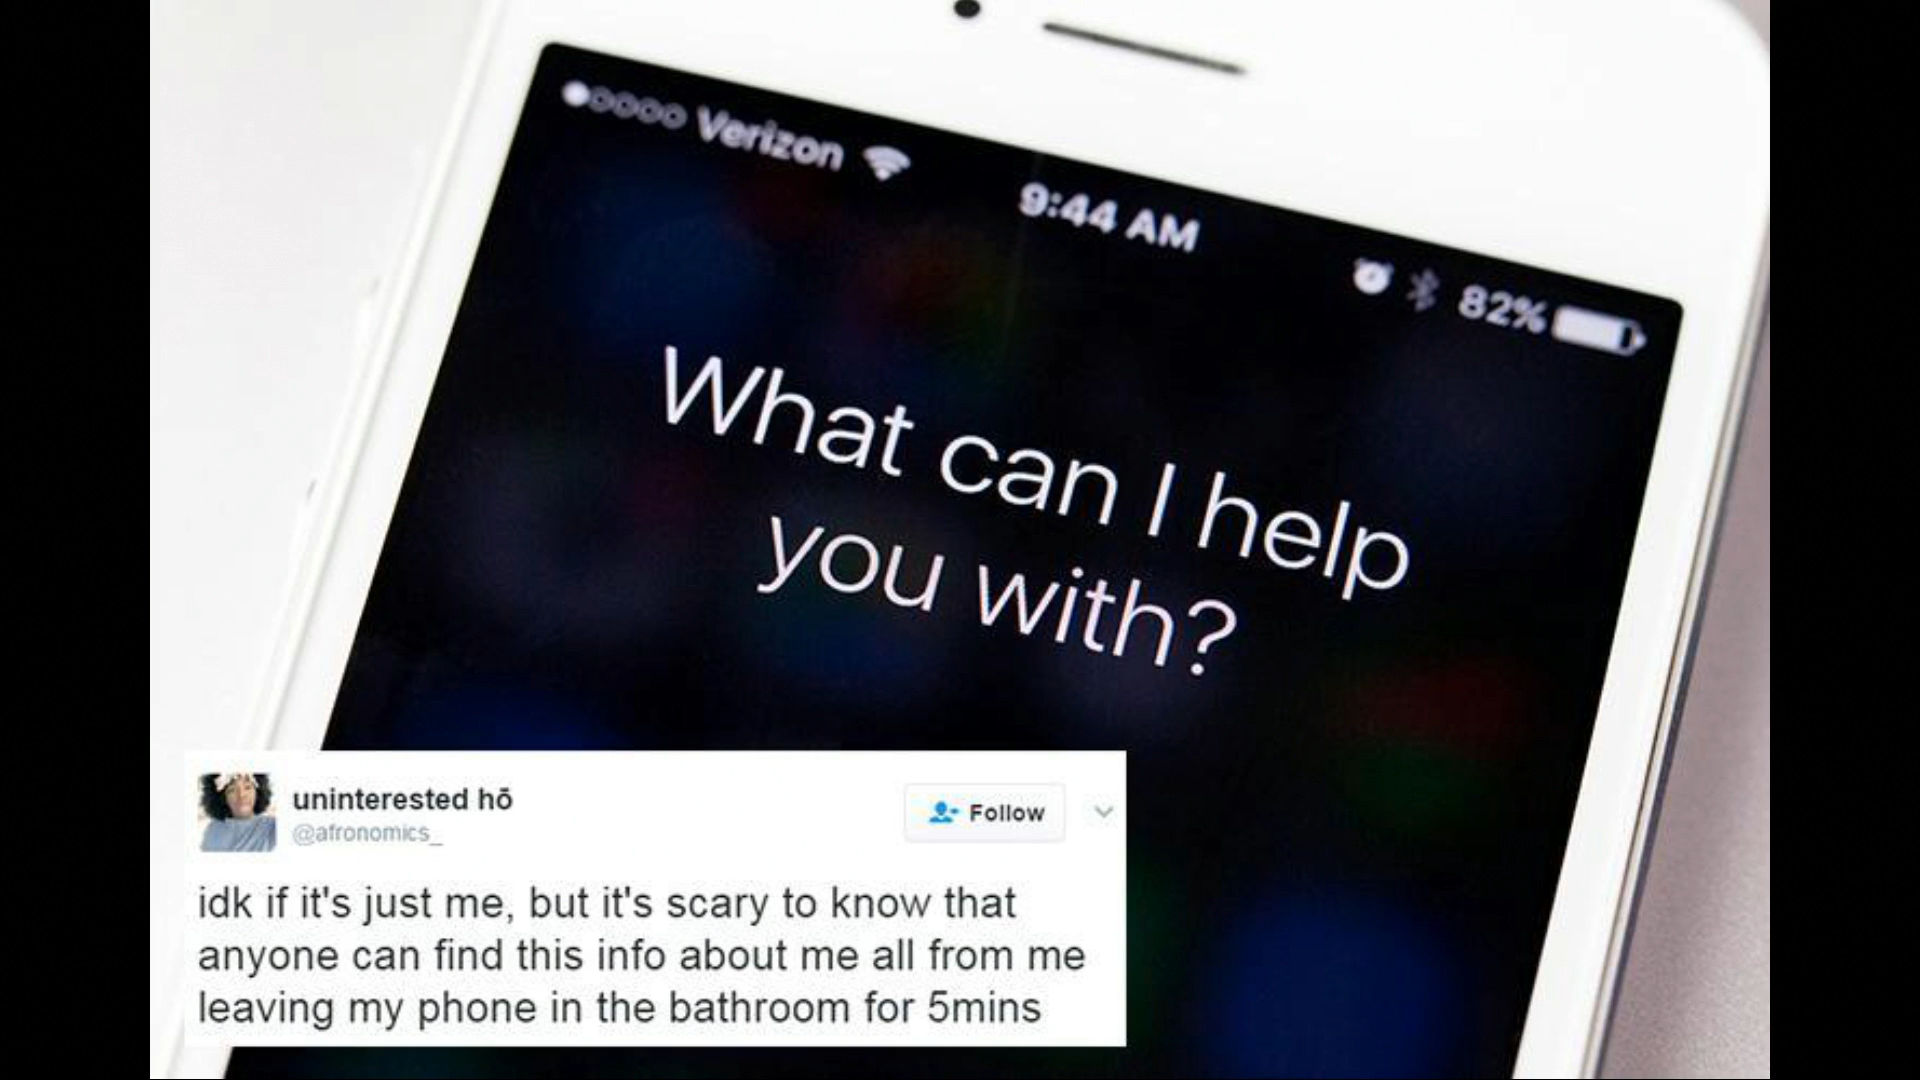 Verizon
9:44 AM
82%
What can I help
you with?
uninterested hō
@afronomics_
Follow
idk if it's just me, but it's scary to know that
anyone can find this info about me all from me
leaving my phone in the bathroom for 5mins